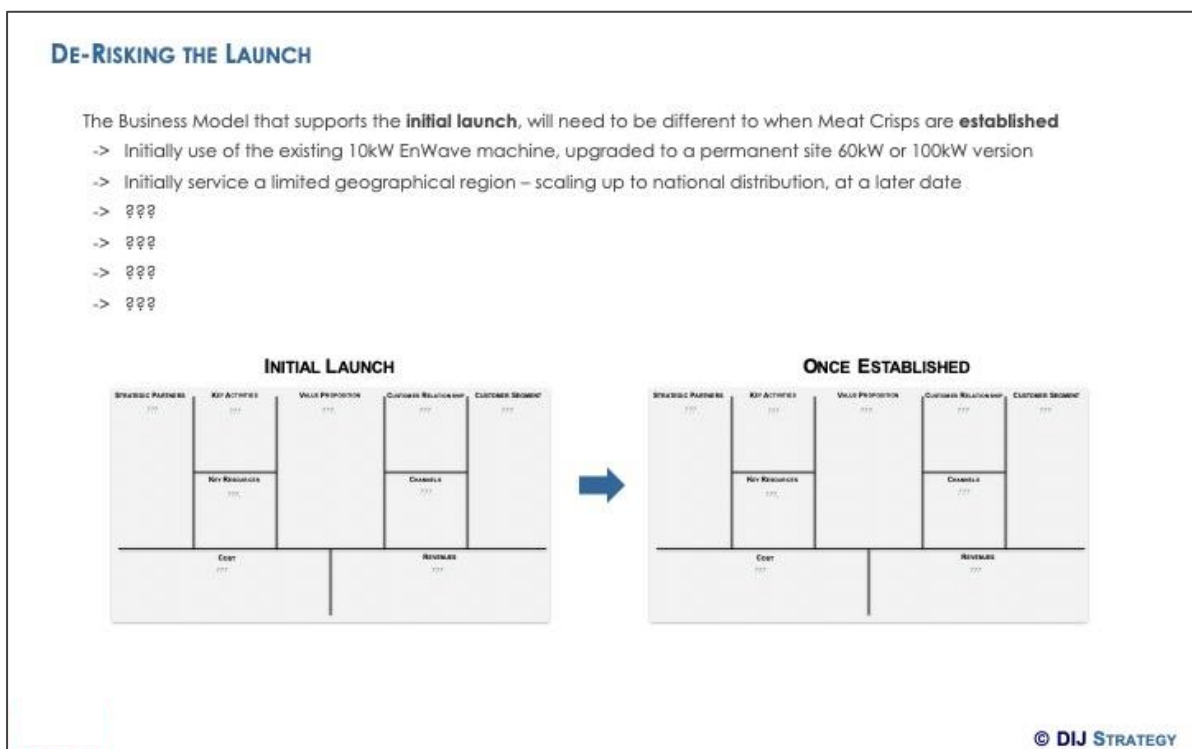 DE-RISKING THE LAUNCH
The Business Model that supports the initial launch, will need to be different to when Meat Crisps are established
-> Initially use of the existing 10kW EnWave machine, upgraded to a permanent site 60kW or 100kW version
-> Initially service a limited geographical region – scaling up to national distribution, at a later date
-> ???
-> ???
-> ???
-> ???
INITIAL LAUNCH
STRATEGIC PARTNERS KEY ACTIVITIES VALUE PROPOSITION CUSTOMER RELATIONSHIP CUSTOMER SEGMENT
??? ??? ??? ??? ???
KEY RESOURCES CHANNELS
???, ???
COST REVENUES
??? ???
ONCE ESTABLISHED
STRATEGIC PARTNERS KEY ACTIVITIES VALUE PROPOSITION CUSTOMER RELATIONSHIP CUSTOMER SEGMENT
??? ??? ??? ??? ???
KEY RESOURCES CHANNELS
???, ???
COST REVENUES
??? ???
© DIJ STRATEGY